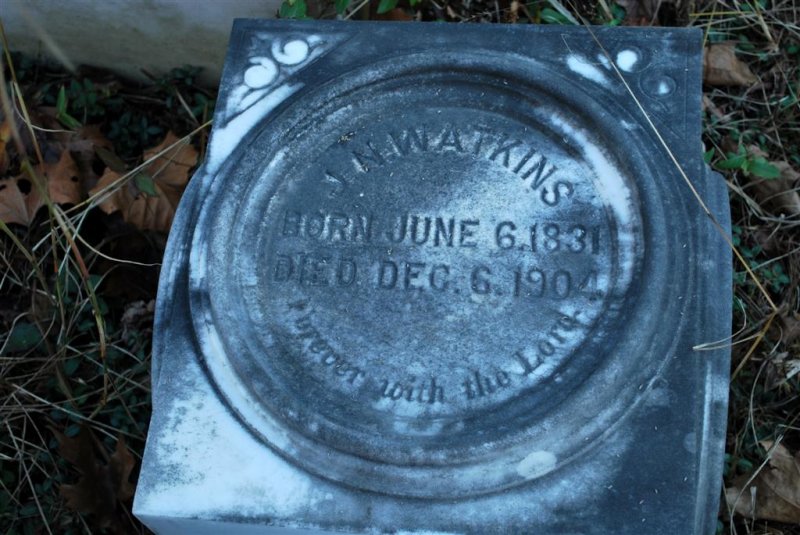 J. N. WATKINS
BORN JUNE 6. 1831
DIED DEC. 6. 1904.
Forever with the Lord.